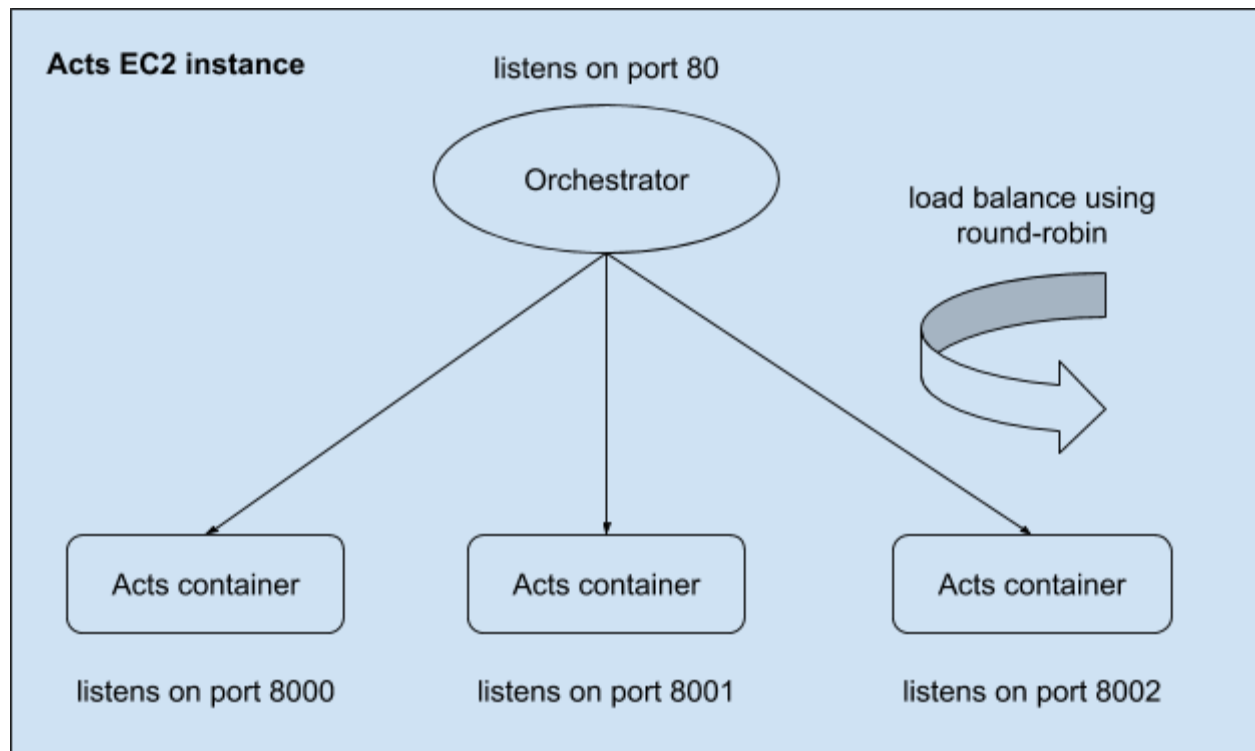 Acts EC2 instance
listens on port 80
Orchestrator
load balance using
round-robin
Acts container
Acts container
Acts container
listens on port 8000
listens on port 8001
listens on port 8002